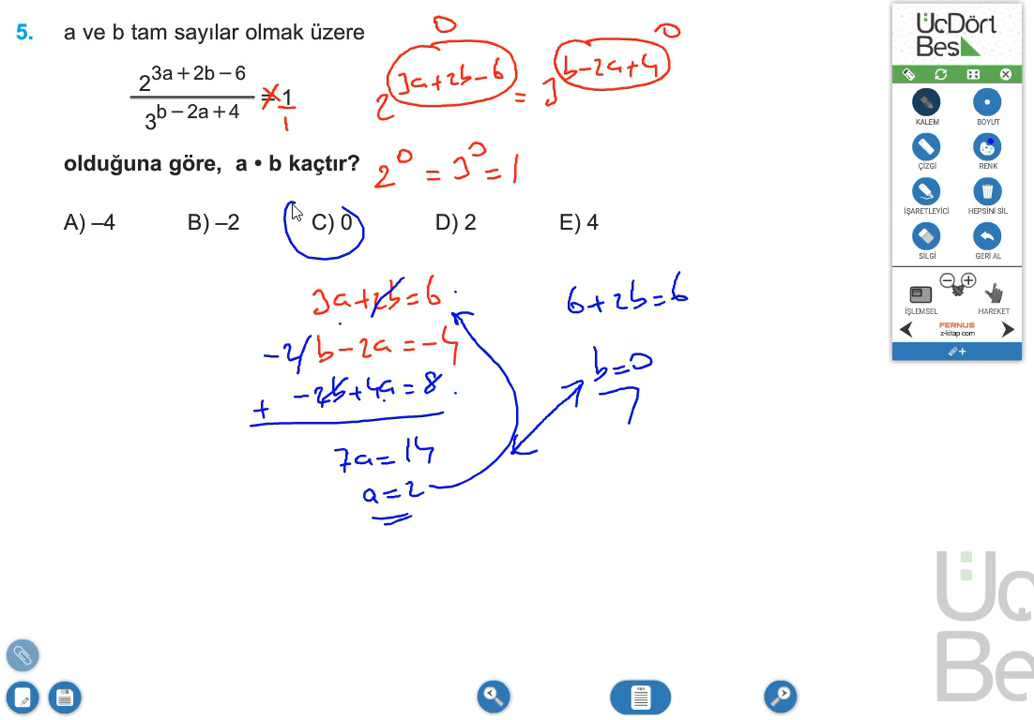 5. a ve b tam sayılar olmak üzere
2^(3a + 2b – 6) / 3^(b – 2a + 4) = 1
1
olduğuna göre, a • b kaçtır?
A) –4 B) –2 C) 0 D) 2 E) 4
0 0
2^(3a+2b-6) = 3^(b-2a+4)
2^0 = 3^0 = 1
3a+2b=6
-2/ b-2a=-4
+ -2b+4a=8
7a=14
a=2
6+2b=6
b=0
ÜçDört
Beş
KALEM BOYUT
ÇİZGİ RENK
İŞARETLEYİCİ HEPSİNİ SİL
SİLGİ GERİ AL
İŞLEMSEL HAREKET
FERNUS
z-kitap.com